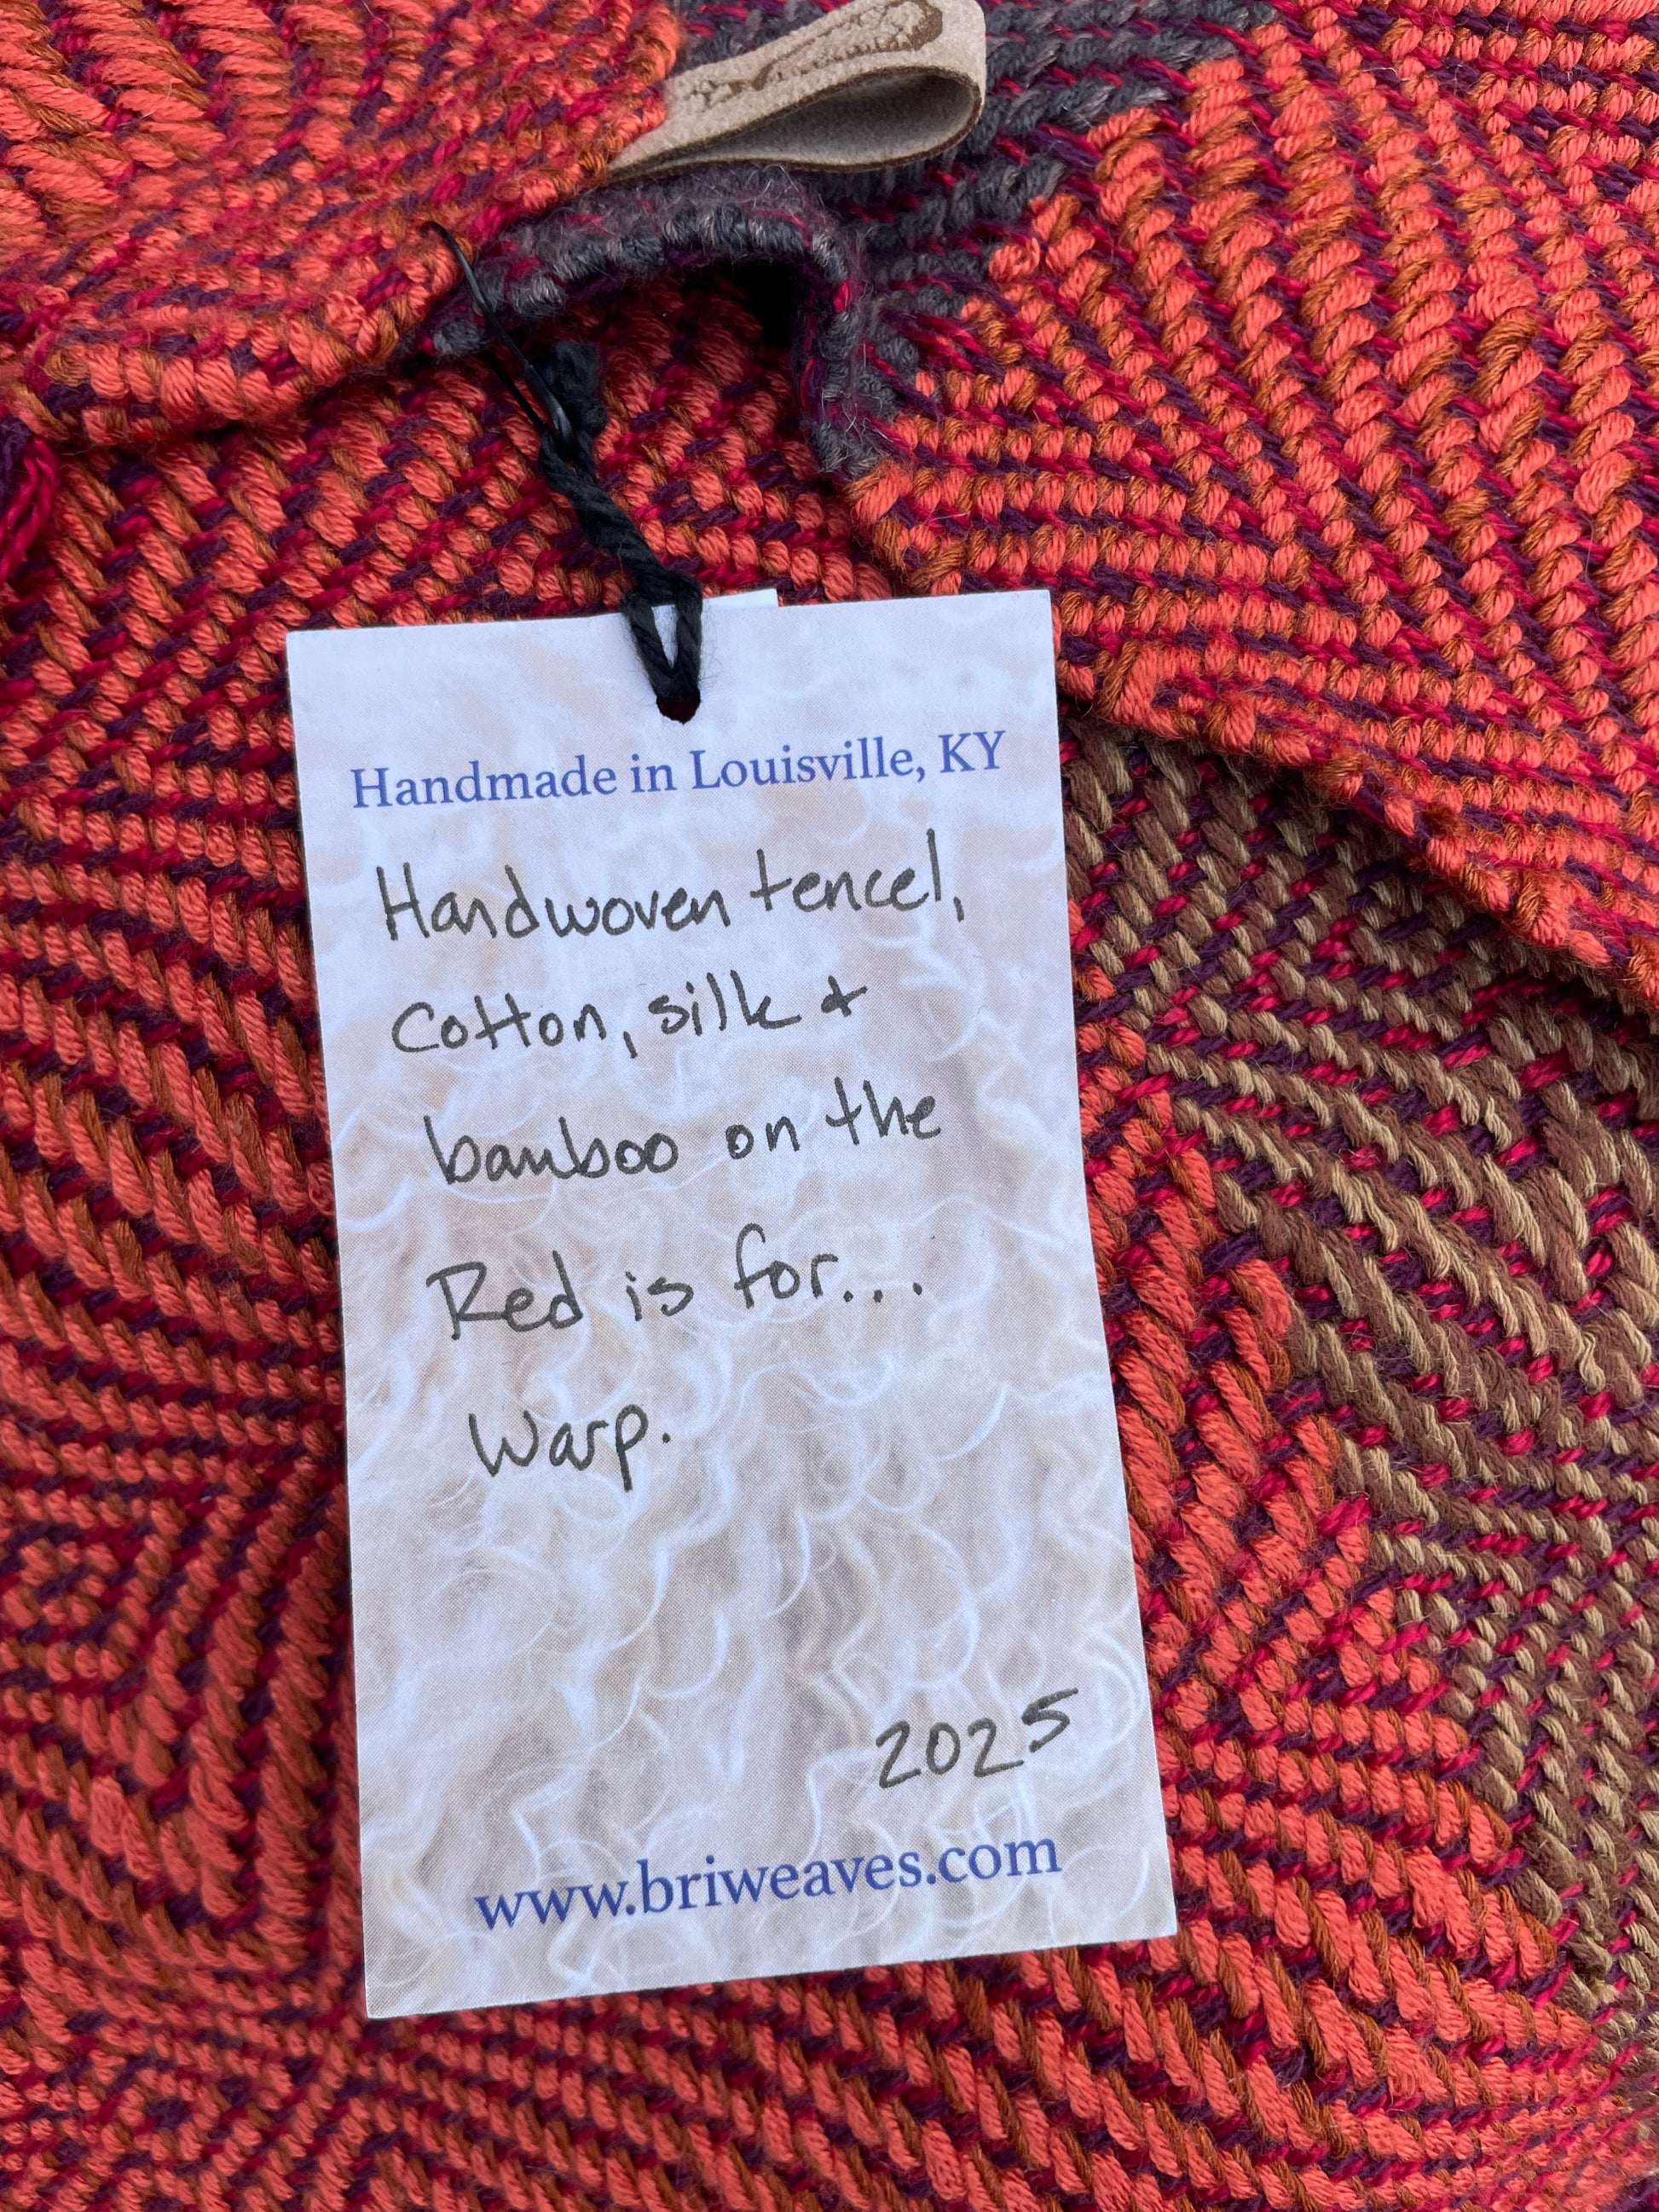 Handmade in Louisville, KY
Handwoven tencel,
Cotton, silk &
bamboo on the
Red is for...
Warp.
2025
www.briweaves.com